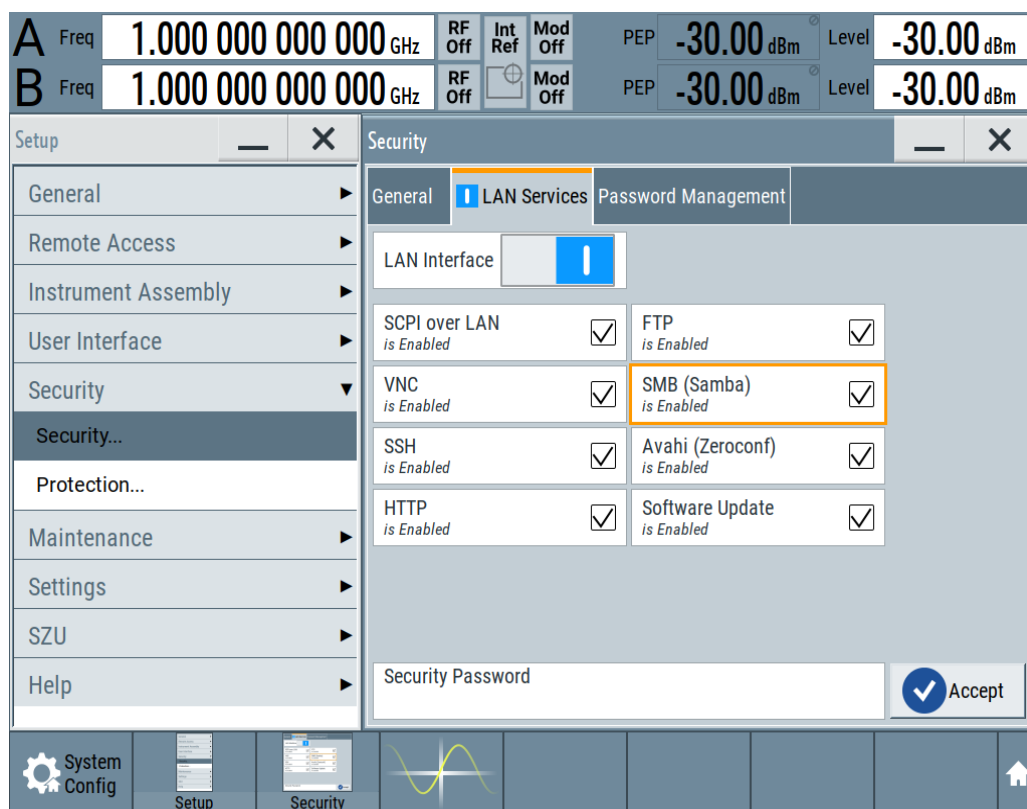 A Freq 1.000 000 000 000 GHz RF Off Int Ref Mod Off PEP -30.00 dBm Level -30.00 dBm
B Freq 1.000 000 000 000 GHz RF Off Mod Off PEP -30.00 dBm Level -30.00 dBm
Setup
General
Remote Access
Instrument Assembly
User Interface
Security
Security...
Protection...
Maintenance
Settings
SZU
Help
Security
General LAN Services Password Management
LAN Interface
SCPI over LAN
is Enabled
FTP
is Enabled
VNC
is Enabled
SMB (Samba)
is Enabled
SSH
is Enabled
Avahi (Zeroconf)
is Enabled
HTTP
is Enabled
Software Update
is Enabled
Security Password
Accept
System
Config
Setup
Security